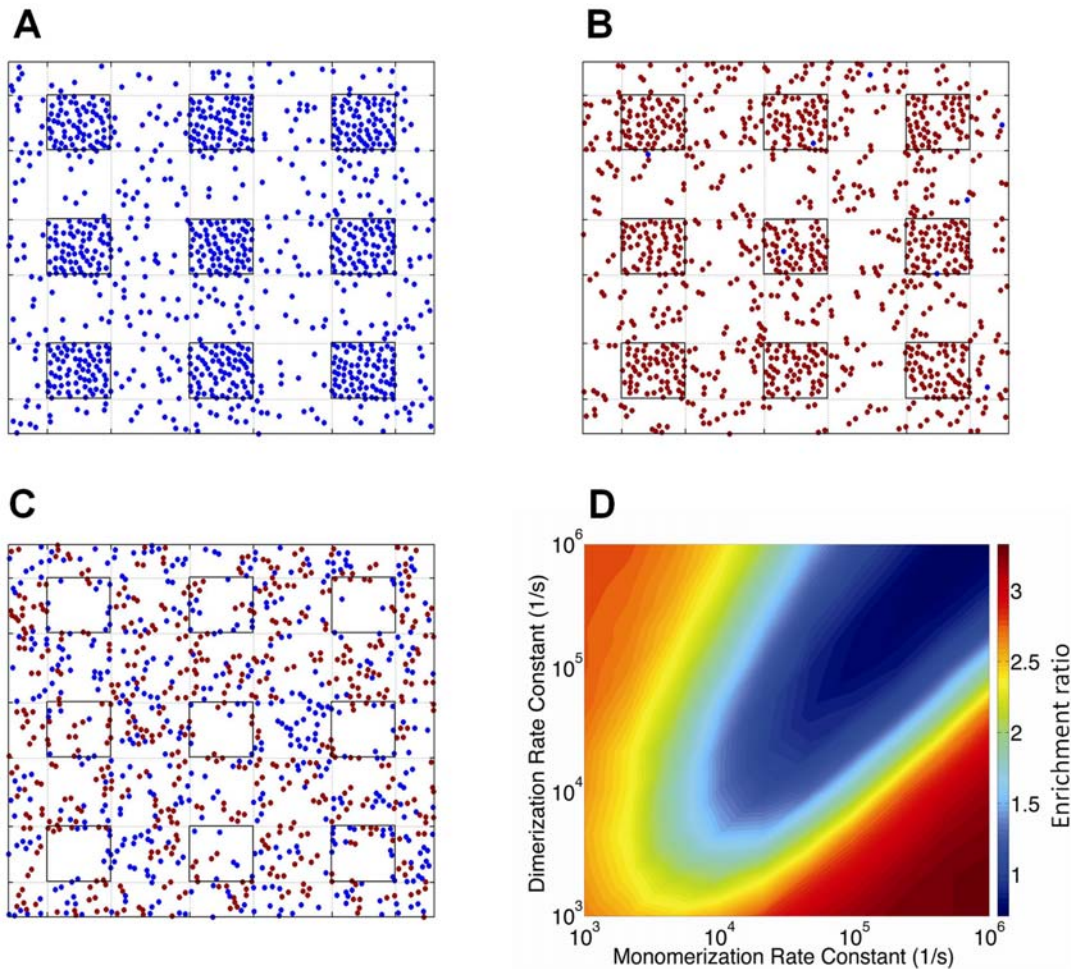 A
B
C
D
10^6
10^5
10^4
10^3
Dimerization Rate Constant (1/s)
10^3
10^4
10^5
10^6
Monomerization Rate Constant (1/s)
3
2.5
2
1.5
1
Enrichment ratio